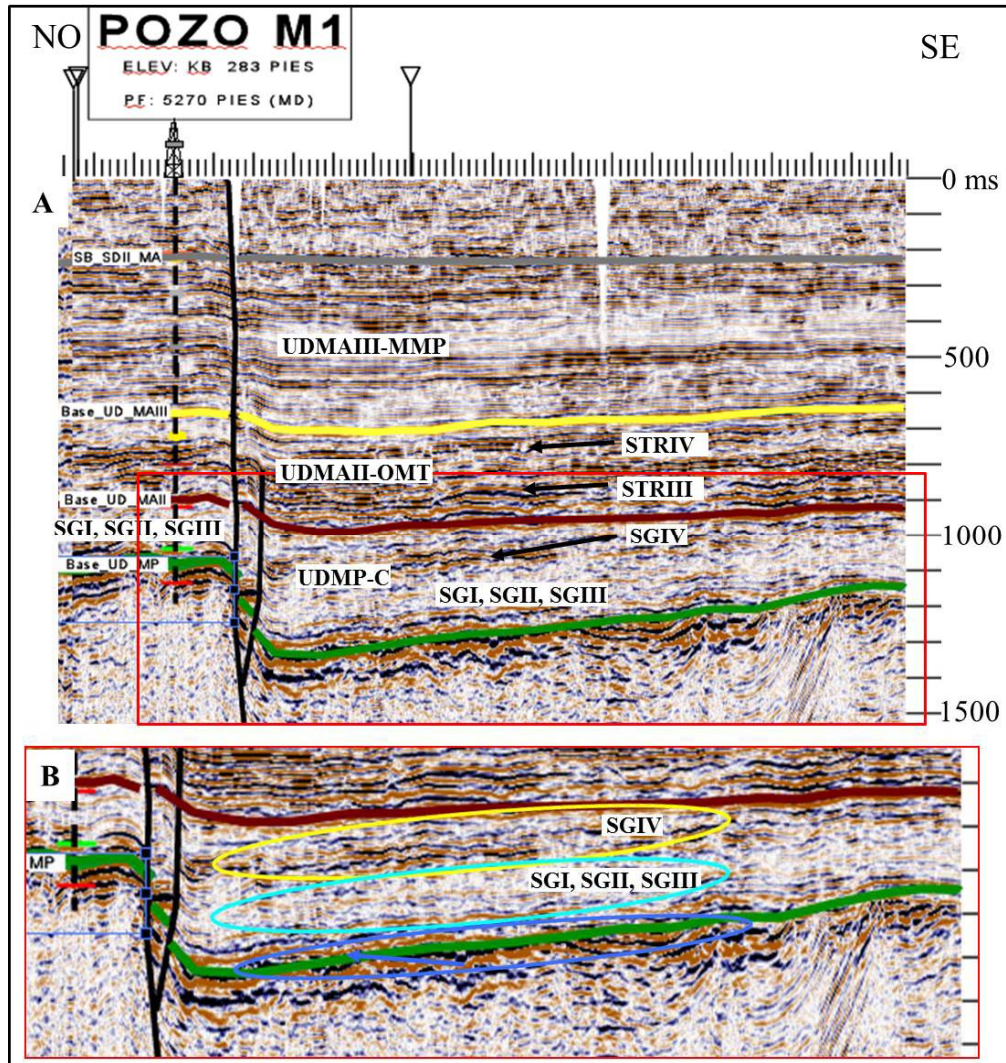 NO
POZO M1
ELEV: KB 283 PIES
PF: 5270 PIES (MD)
SE
A
0 ms
SB_SDII_MA
UDMAIII-MMP
500
Base_UD_MAIII
STRIV
UDMAII-OMT
STRIII
Base_UD_MAII
SGI, SGII, SGIII
SGIV
1000
Base_UD_MP
UDMP-C
SGI, SGII, SGIII
1500
B
SGIV
MP
SGI, SGII, SGIII